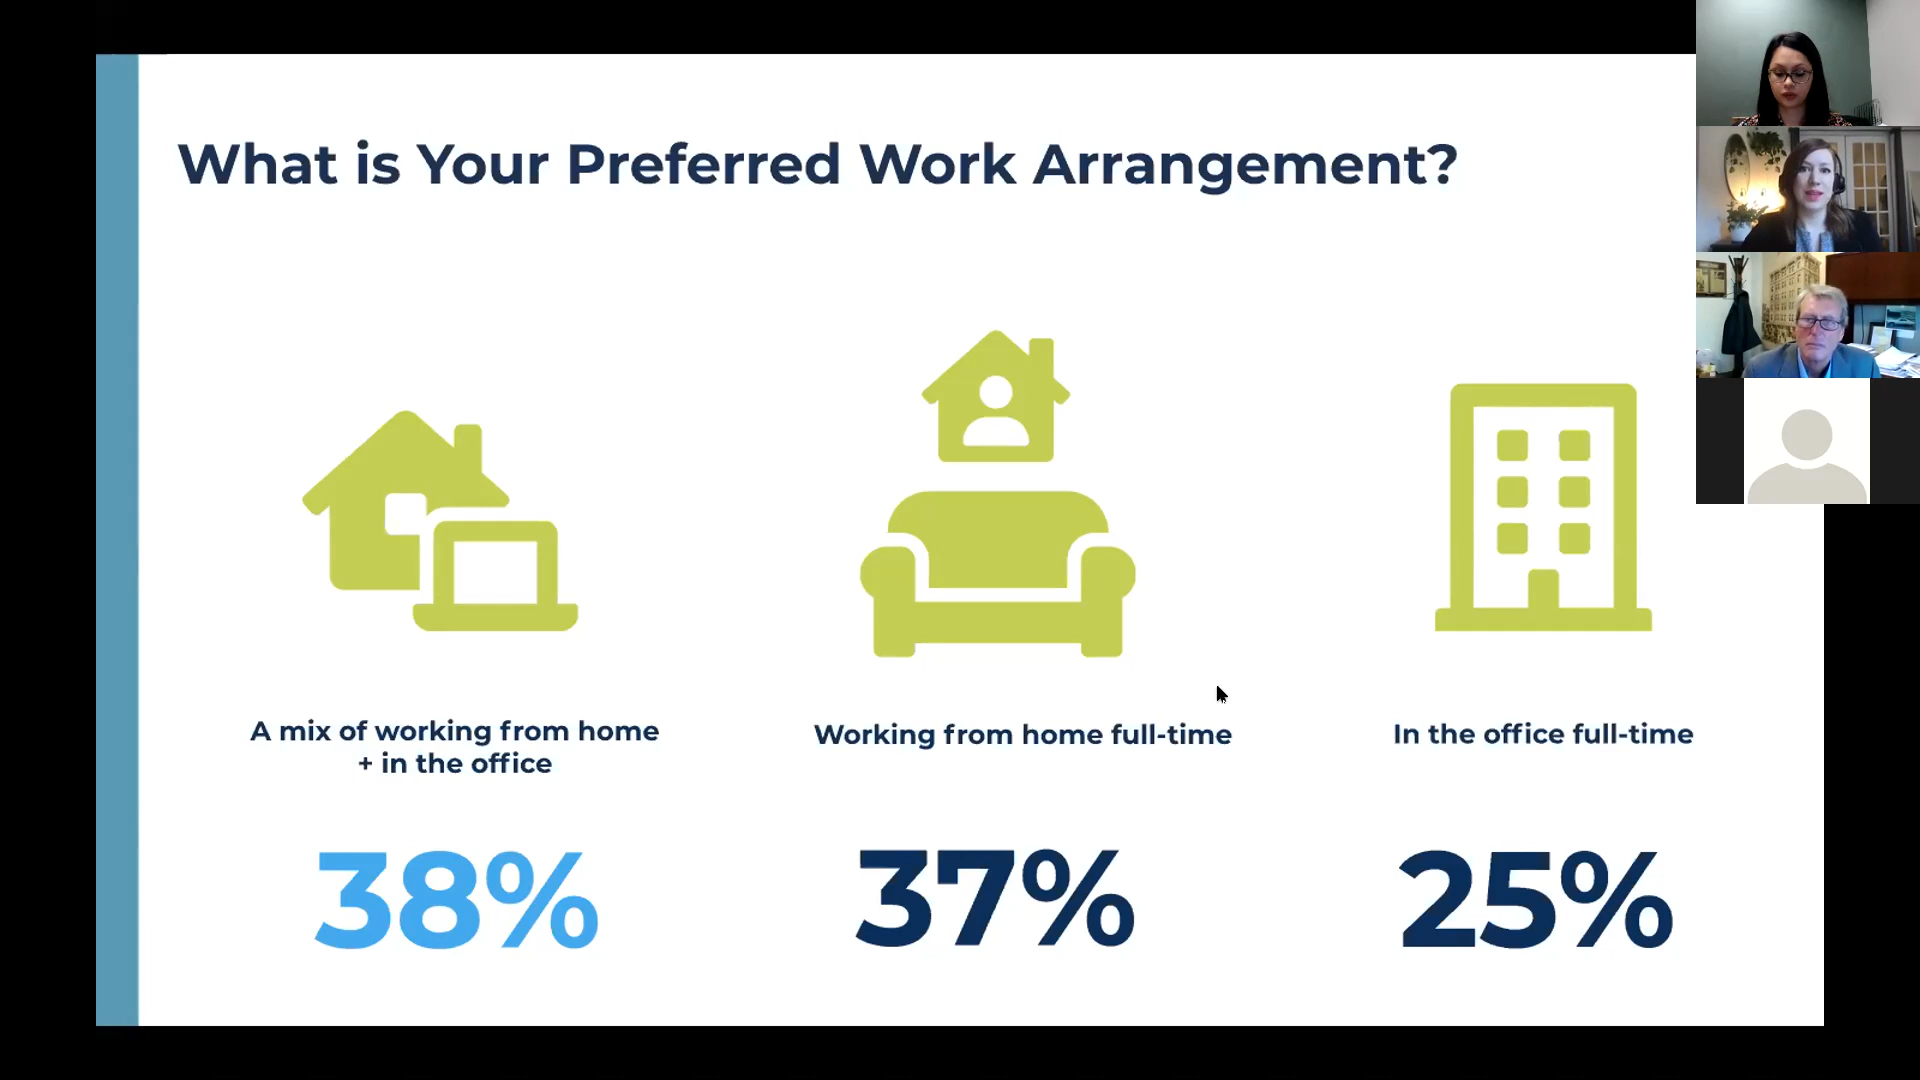 What is Your Preferred Work Arrangement?
A mix of working from home
+ in the office
38%
Working from home full-time
37%
In the office full-time
25%